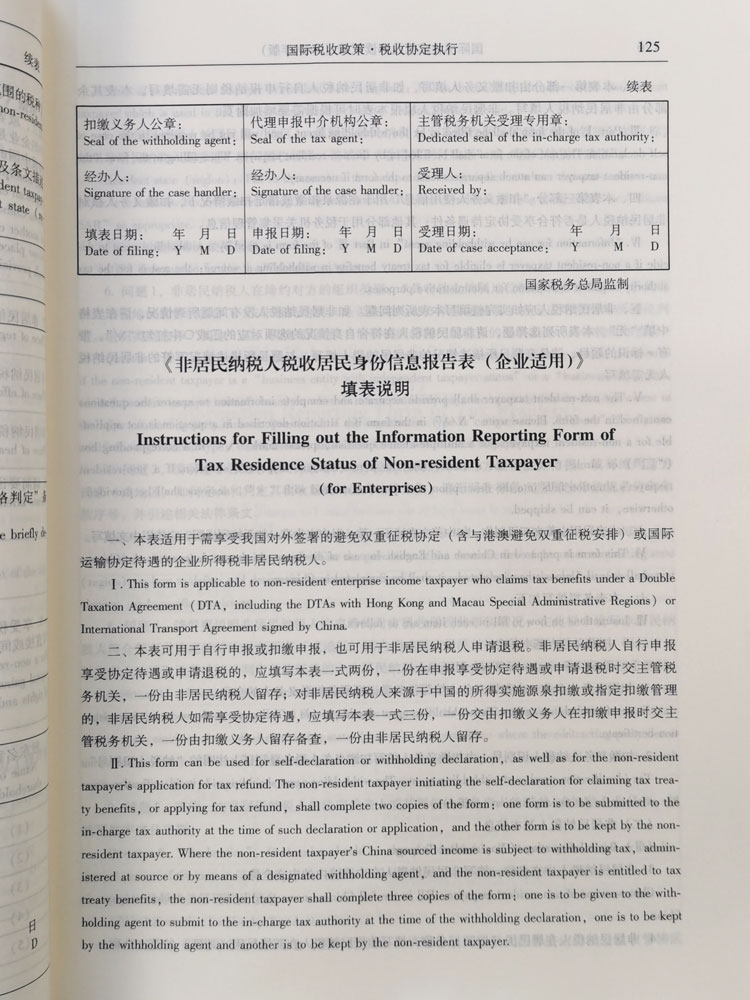 国际税收政策·税收协定执行 125
续表
扣缴义务人公章： 代理申报中介机构公章： 主管税务机关受理专用章：
Seal of the withholding agent: Seal of the tax agent: Dedicated seal of the in-charge tax authority:
经办人： 经办人： 受理人：
Signature of the case handler: Signature of the case handler: Received by:
填表日期： 年 月 日 申报日期： 年 月 日 受理日期： 年 月 日
Date of filing: Y M D Date of filing: Y M D Date of case acceptance: Y M D
国家税务总局监制
《非居民纳税人税收居民身份信息报告表（企业适用）》
填表说明
Instructions for Filling out the Information Reporting Form of
Tax Residence Status of Non-resident Taxpayer
(for Enterprises)
一、本表适用于需享受我国对外签署的避免双重征税协定（含与港澳避免双重征税安排）或国际
运输协定待遇的企业所得税非居民纳税人。
Ⅰ. This form is applicable to non-resident enterprise income taxpayer who claims tax benefits under a Double
Taxation Agreement (DTA, including the DTAs with Hong Kong and Macau Special Administrative Regions) or
International Transport Agreement signed by China.
二、本表可用于自行申报或扣缴申报，也可用于非居民纳税人申请退税。非居民纳税人自行申报
享受协定待遇或申请退税的，应填写本表一式两份，一份在申报享受协定待遇或申请退税时交主管税
务机关，一份由非居民纳税人留存；对非居民纳税人来源于中国的所得实施源泉扣缴或指定扣缴管理
的，非居民纳税人如需享受协定待遇，应填写本表一式三份，一份交由扣缴义务人在扣缴申报时交主
管税务机关，一份由扣缴义务人留存备查，一份由非居民纳税人留存。
Ⅱ. This form can be used for self-declaration or withholding declaration, as well as for the non-resident
taxpayer's application for tax refund. The non-resident taxpayer initiating the self-declaration for claiming tax trea-
ty benefits, or applying for tax refund, shall complete two copies of the form; one form is to be submitted to the
in-charge tax authority at the time of such declaration or application, and the other form is to be kept by the non-
resident taxpayer. Where the non-resident taxpayer's China sourced income is subject to withholding tax, admin-
istered at source or by means of a designated withholding agent, and the non-resident taxpayer is entitled to tax
treaty benefits, the non-resident taxpayer shall complete three copies of the form; one is to be given to the with-
holding agent to submit to the in-charge tax authority at the time of the withholding declaration, one is to be kept
by the withholding agent and another is to be kept by the non-resident taxpayer.